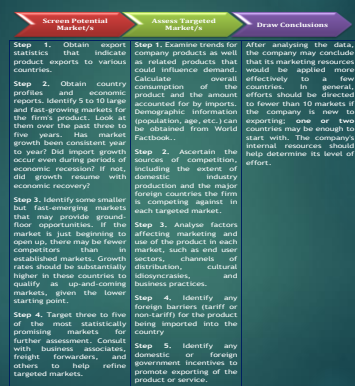 Screen Potential
Market/s
Assess Targeted
Market/s
Draw Conclusions
Step 1. Obtain export
statistics that indicate
product exports to various
countries.
Step 2. Obtain country
profiles and economic
reports. Identify 5 to 10 large
and fast-growing markets for
the firm's product. Look at
them over the past three to
five years. Has market
growth been consistent year
to year? Did import growth
occur even during periods of
economic recession? If not,
did growth resume with
economic recovery?
Step 3. Identify some smaller
but fast-emerging markets
that may provide ground-
floor opportunities. If the
market is just beginning to
open up, there may be fewer
competitors than in
established markets. Growth
rates should be substantially
higher in these countries to
qualify as up-and-coming
markets, given the lower
starting point.
Step 4. Target three to five
of the most statistically
promising markets for
further assessment. Consult
with business associates,
freight forwarders, and
others to help refine
targeted markets.
Step 1. Examine trends for
company products as well
as related products that
could influence demand.
Calculate overall
consumption of the
product and the amount
accounted for by imports.
Demographic information
(population, age, etc.) can
be obtained from World
Factbook..
Step 2. Ascertain the
sources of competition,
including the extent of
domestic industry
production and the major
foreign countries the firm
is competing against in
each targeted market.
Step 3. Analyse factors
affecting marketing and
use of the product in each
market, such as end user
sectors, channels of
distribution, cultural
idiosyncrasies, and
business practices.
Step 4. Identify any
foreign barriers (tariff or
non-tariff) for the product
being imported into the
country
Step 5. Identify any
domestic or foreign
government incentives to
promote exporting of the
product or service.
After analysing the data,
the company may conclude
that its marketing resources
would be applied more
effectively to a few
countries. In general,
efforts should be directed
to fewer than 10 markets if
the company is new to
exporting; one or two
countries may be enough to
start with. The company's
internal resources should
help determine its level of
effort.